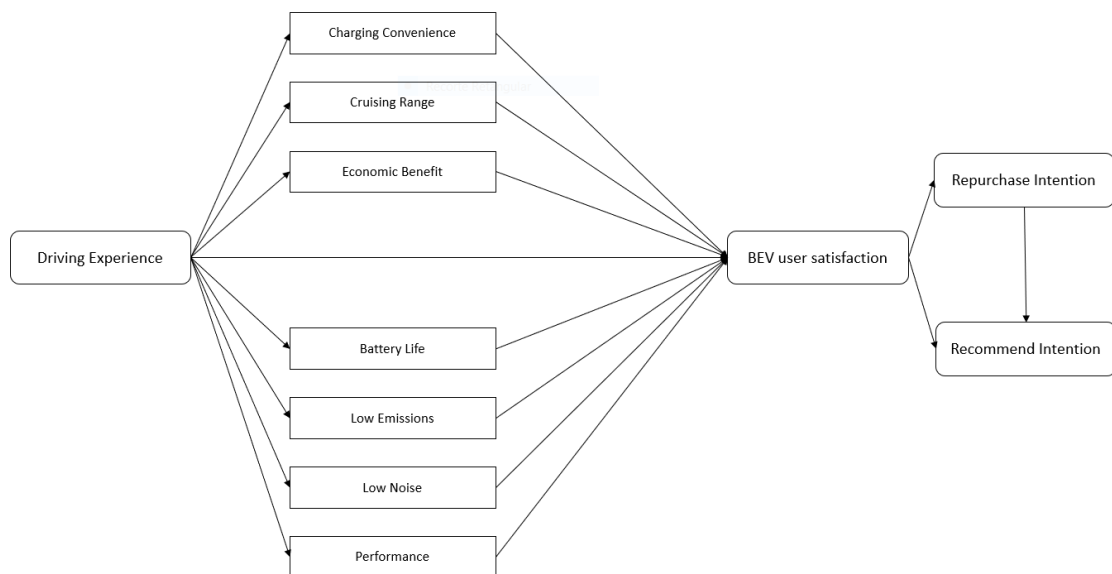 Charging Convenience
Cruising Range
Economic Benefit
Driving Experience
BEV user satisfaction
Repurchase Intention
Battery Life
Recommend Intention
Low Emissions
Low Noise
Performance